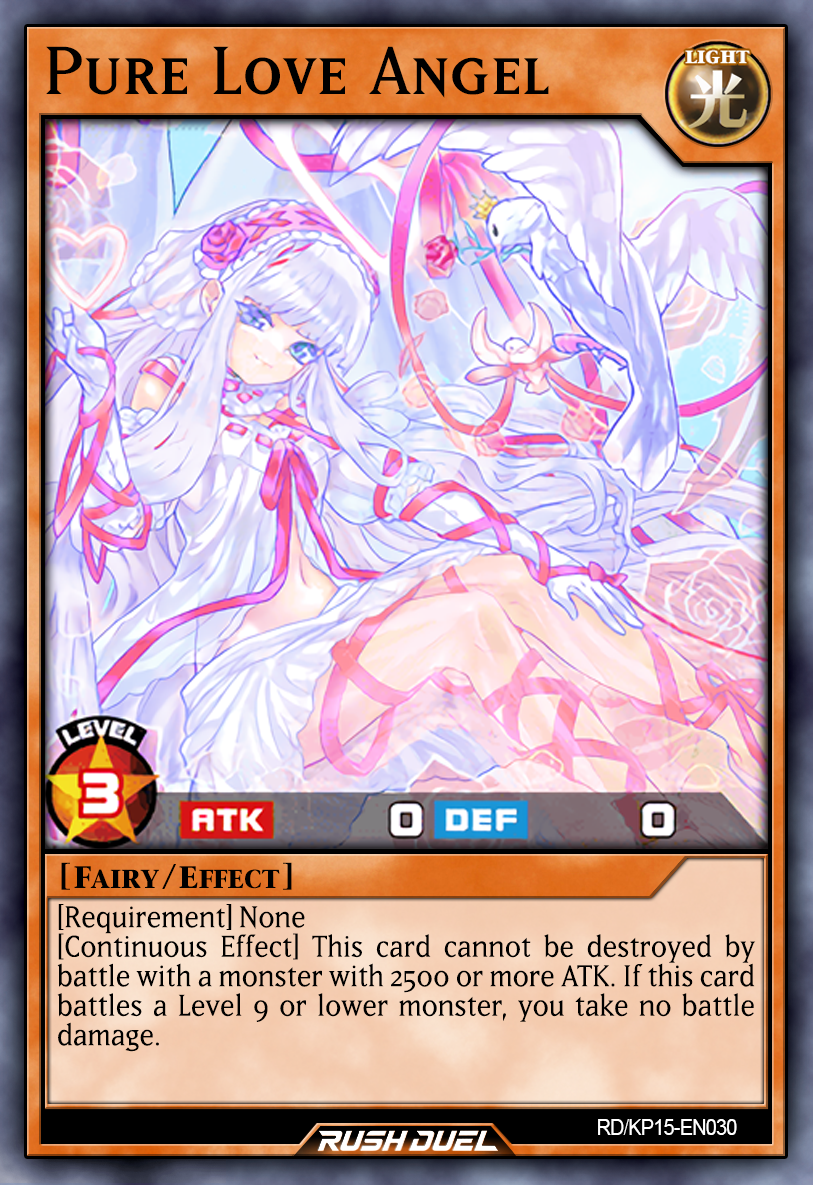 Pure Love Angel
LIGHT
光
LEVEL
3
ATK 0 DEF 0
[Fairy/Effect]
[Requirement] None
[Continuous Effect] This card cannot be destroyed by
battle with a monster with 2500 or more ATK. If this card
battles a Level 9 or lower monster, you take no battle
damage.
RD/KP15-EN030
RUSH DUEL